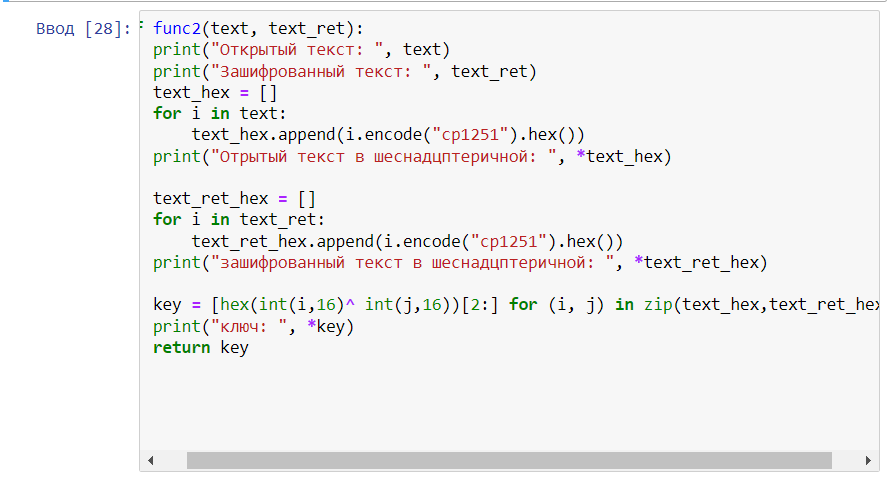 Ввод [28]:
func2(text, text_ret):
print("Открытый текст: ", text)
print("Зашифрованный текст: ", text_ret)
text_hex = []
for i in text:
    text_hex.append(i.encode("cp1251").hex())
print("Отрытый текст в шеснадцптеричной: ", *text_hex)

text_ret_hex = []
for i in text_ret:
    text_ret_hex.append(i.encode("cp1251").hex())
print("зашифрованный текст в шеснадцптеричной: ", *text_ret_hex)

key = [hex(int(i,16)^ int(j,16))[2:] for (i, j) in zip(text_hex,text_ret_hex
print("ключ: ", *key)
return key